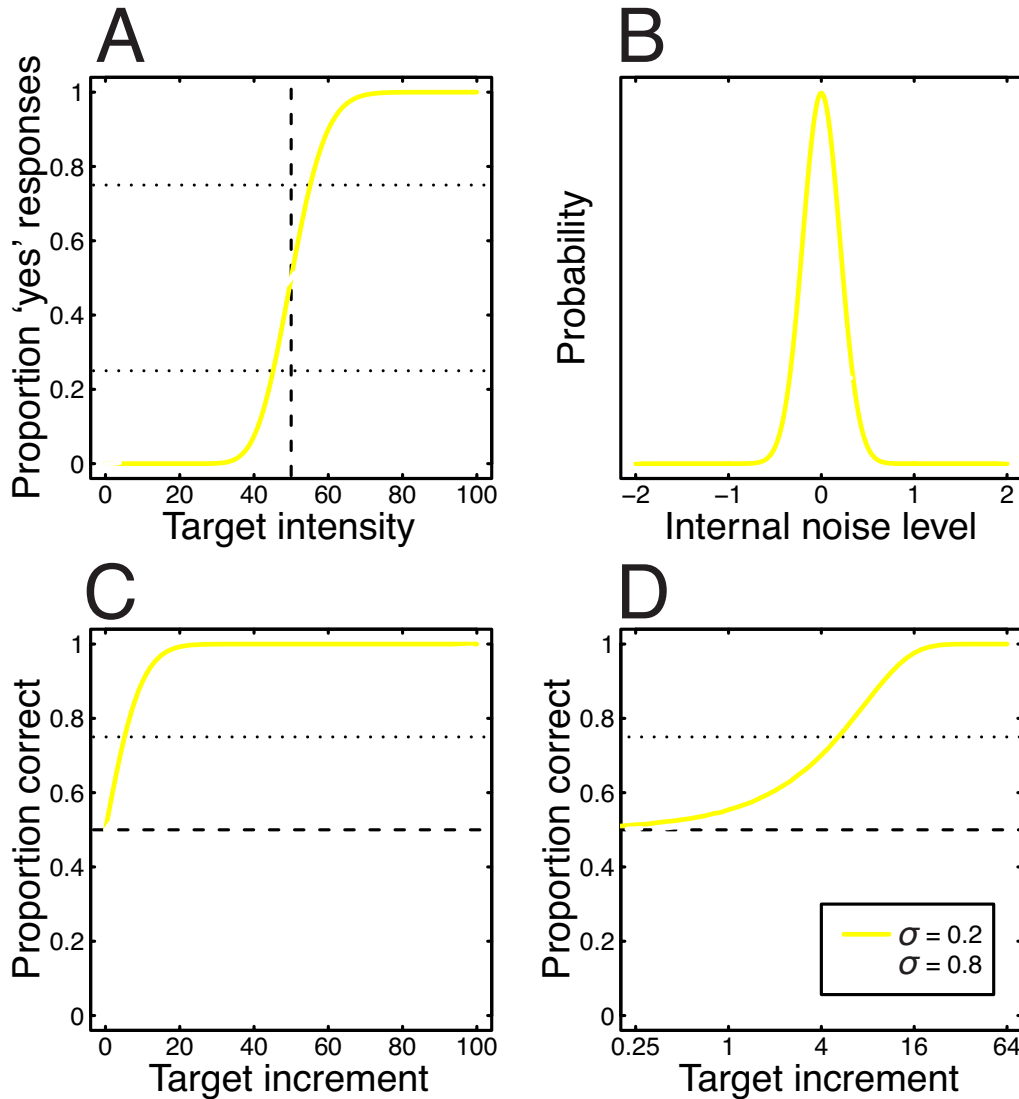 A
Proportion ‘yes’ responses
1
0.8
0.6
0.4
0.2
0
0 20 40 60 80 100
Target intensity
B
Probability
−2 −1 0 1 2
Internal noise level
C
Proportion correct
1
0.8
0.6
0.4
0.2
0
0 20 40 60 80 100
Target increment
D
Proportion correct
1
0.8
0.6
0.4
0.2
0
σ = 0.2
σ = 0.8
0.25 1 4 16 64
Target increment